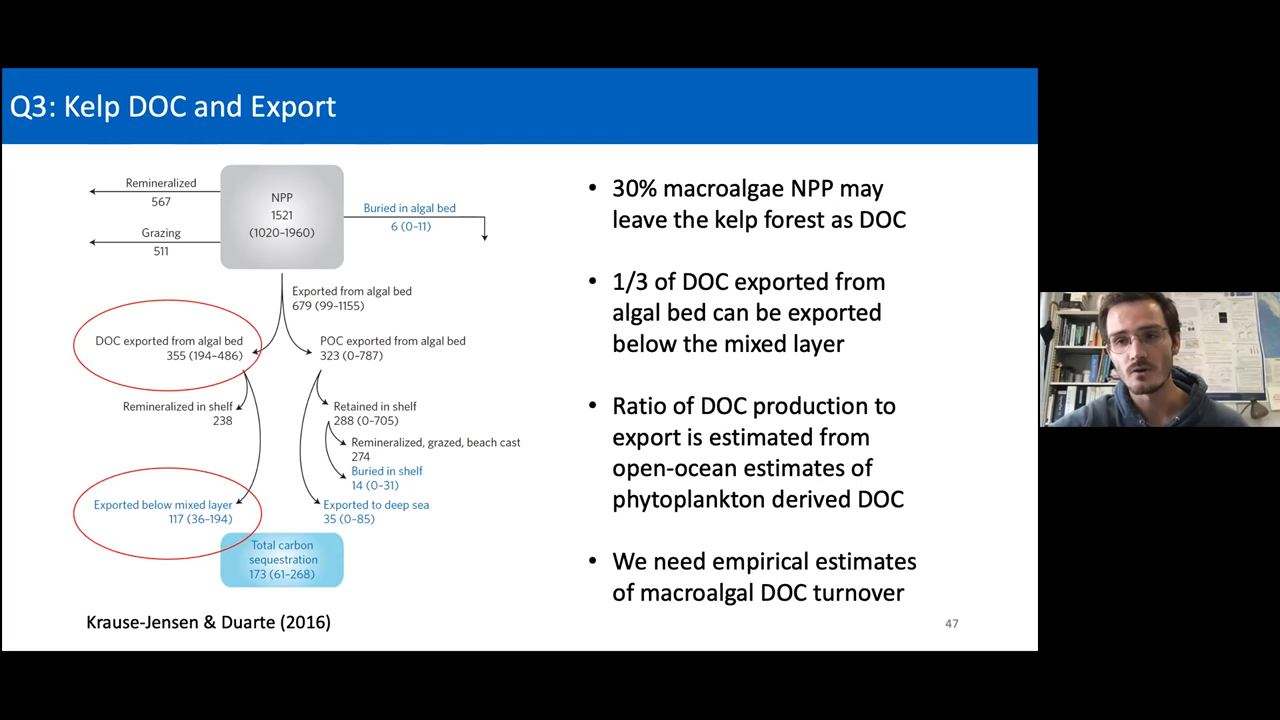 Q3: Kelp DOC and Export
Remineralized
567
Grazing
511
NPP
1521
(1020–1960)
Buried in algal bed
6 (0–11)
Exported from algal bed
679 (99–1155)
DOC exported from algal bed
355 (194–486)
POC exported from algal bed
323 (0–787)
Remineralized in shelf
238
Retained in shelf
288 (0–705)
Remineralized, grazed, beach cast
274
Buried in shelf
14 (0–31)
Exported below mixed layer
117 (36–194)
Exported to deep sea
35 (0–85)
Total carbon
sequestration
173 (61–268)
Krause-Jensen & Duarte (2016)
• 30% macroalgae NPP may
leave the kelp forest as DOC
• 1/3 of DOC exported from
algal bed can be exported
below the mixed layer
• Ratio of DOC production to
export is estimated from
open-ocean estimates of
phytoplankton derived DOC
• We need empirical estimates
of macroalgal DOC turnover
47